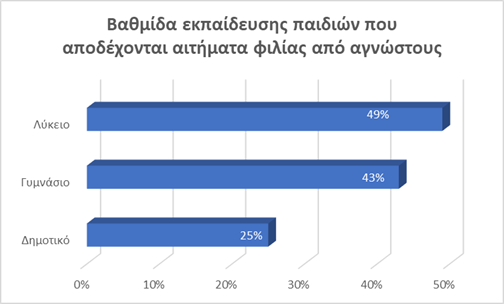 Βαθμίδα εκπαίδευσης παιδιών που
αποδέχονται αιτήματα φιλίας από αγνώστους
Λύκειο
49%
Γυμνάσιο
43%
Δημοτικό
25%
0% 10% 20% 30% 40% 50%